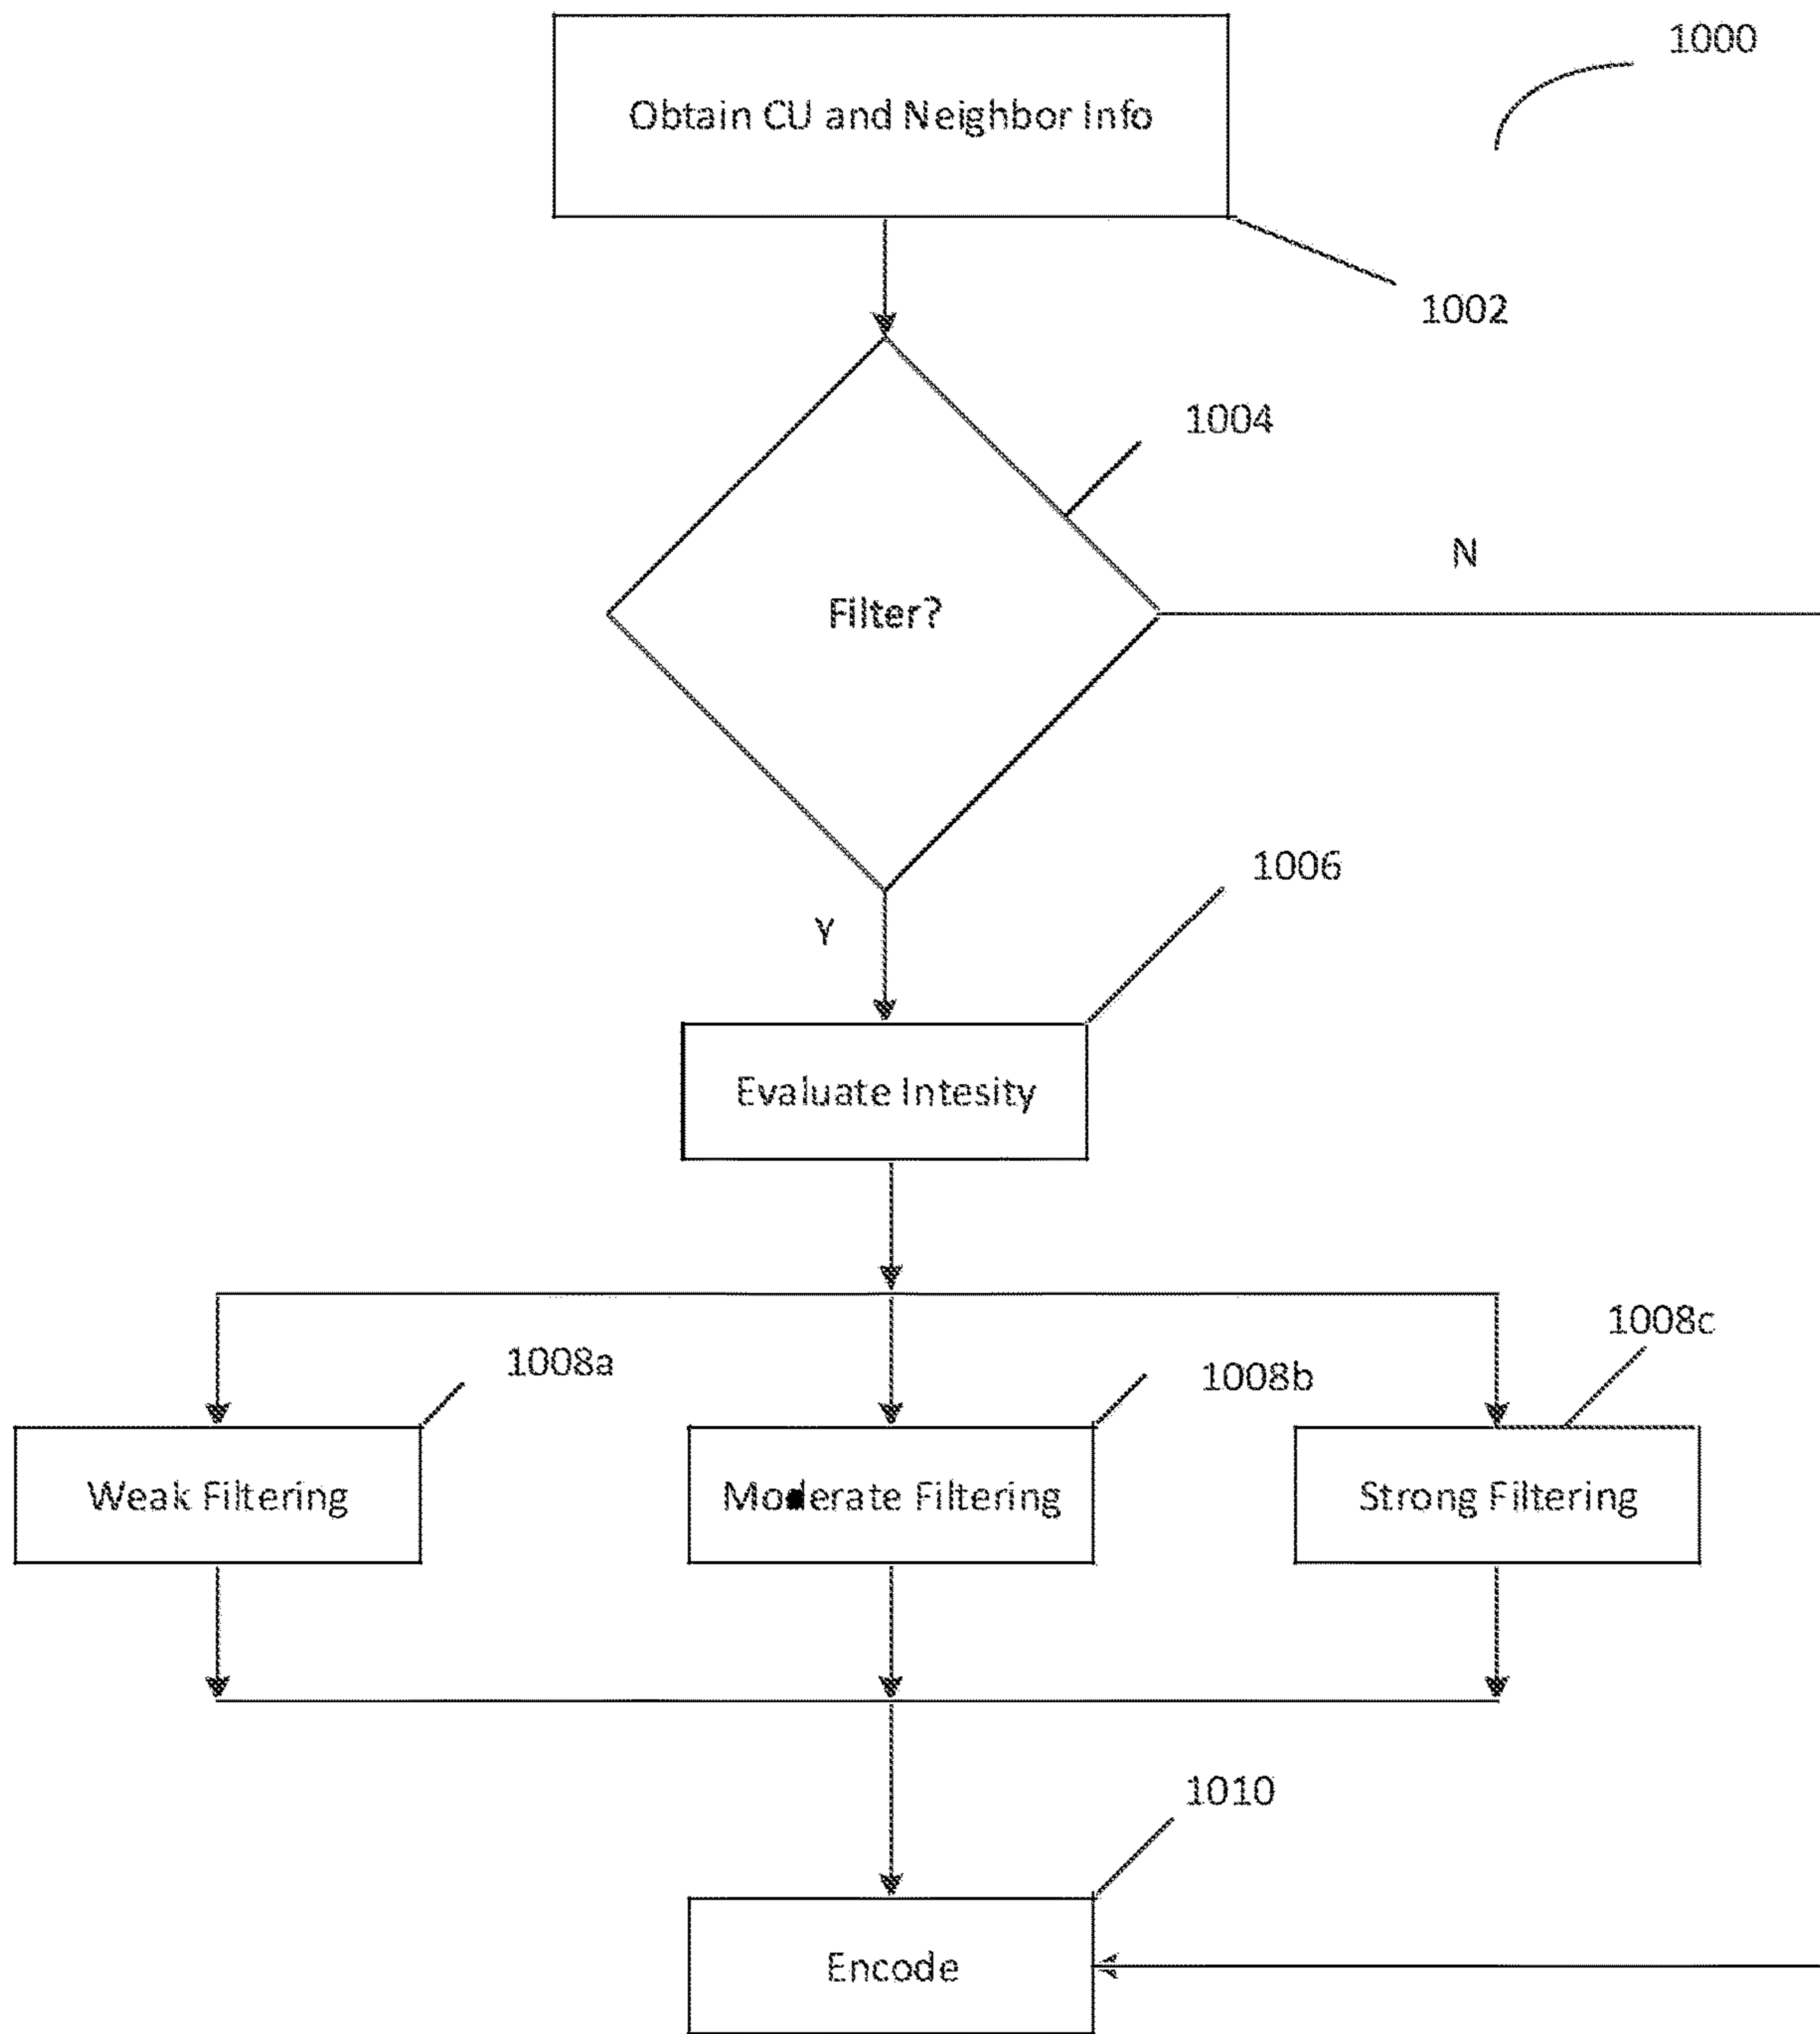 1000
Obtain CU and Neighbor Info
1002
1004
N
Filter?
1006
Y
Evaluate Intesity
1008c
1008a
1008b
Weak Filtering
Moderate Filtering
Strong Filtering
1010
Encode